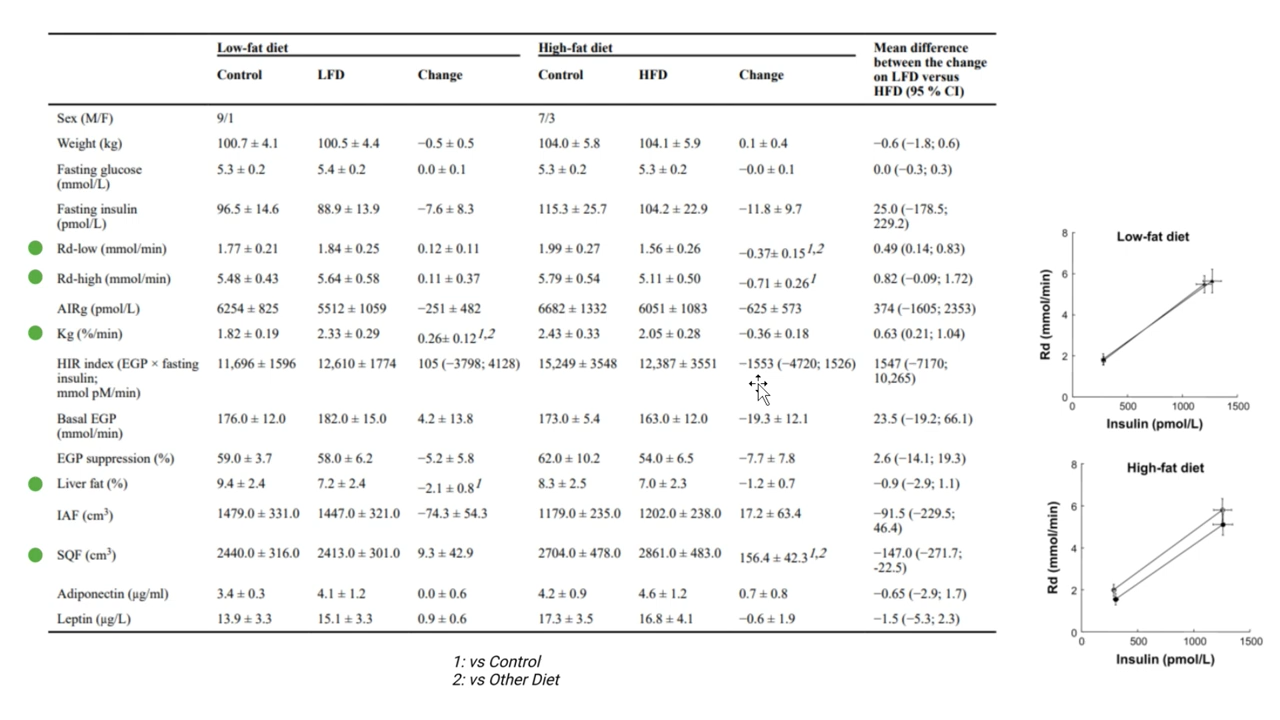 Low-fat diet High-fat diet Mean difference
between the change
Control LFD Change Control HFD Change on LFD versus
HFD (95 % CI)
Sex (M/F) 9/1 7/3
Weight (kg) 100.7 ± 4.1 100.5 ± 4.4 −0.5 ± 0.5 104.0 ± 5.8 104.1 ± 5.9 0.1 ± 0.4 −0.6 (−1.8; 0.6)
Fasting glucose 5.3 ± 0.2 5.4 ± 0.2 0.0 ± 0.1 5.3 ± 0.2 5.3 ± 0.2 −0.0 ± 0.1 0.0 (−0.3; 0.3)
(mmol/L)
Fasting insulin 96.5 ± 14.6 88.9 ± 13.9 −7.6 ± 8.3 115.3 ± 25.7 104.2 ± 22.9 −11.8 ± 9.7 25.0 (−178.5;
(pmol/L) 229.2)
Rd-low (mmol/min) 1.77 ± 0.21 1.84 ± 0.25 0.12 ± 0.11 1.99 ± 0.27 1.56 ± 0.26 −0.37± 0.15 1,2 0.49 (0.14; 0.83)
Rd-high (mmol/min) 5.48 ± 0.43 5.64 ± 0.58 0.11 ± 0.37 5.79 ± 0.54 5.11 ± 0.50 −0.71 ± 0.26 1 0.82 (−0.09; 1.72)
AIRg (pmol/L) 6254 ± 825 5512 ± 1059 −251 ± 482 6682 ± 1332 6051 ± 1083 −625 ± 573 374 (−1605; 2353)
Kg (%/min) 1.82 ± 0.19 2.33 ± 0.29 0.26± 0.12 1,2 2.43 ± 0.33 2.05 ± 0.28 −0.36 ± 0.18 0.63 (0.21; 1.04)
HIR index (EGP × fasting 11,696 ± 1596 12,610 ± 1774 105 (−3798; 4128) 15,249 ± 3548 12,387 ± 3551 −1553 (−4720; 1526) 1547 (−7170;
insulin; 10,265)
mmol pM/min)
Basal EGP 176.0 ± 12.0 182.0 ± 15.0 4.2 ± 13.8 173.0 ± 5.4 163.0 ± 12.0 −19.3 ± 12.1 23.5 (−19.2; 66.1)
(mmol/min)
EGP suppression (%) 59.0 ± 3.7 58.0 ± 6.2 −5.2 ± 5.8 62.0 ± 10.2 54.0 ± 6.5 −7.7 ± 7.8 2.6 (−14.1; 19.3)
Liver fat (%) 9.4 ± 2.4 7.2 ± 2.4 −2.1 ± 0.8 1 8.3 ± 2.5 7.0 ± 2.3 −1.2 ± 0.7 −0.9 (−2.9; 1.1)
IAF (cm³) 1479.0 ± 331.0 1447.0 ± 321.0 −74.3 ± 54.3 1179.0 ± 235.0 1202.0 ± 238.0 17.2 ± 63.4 −91.5 (−229.5;
46.4)
SQF (cm³) 2440.0 ± 316.0 2413.0 ± 301.0 9.3 ± 42.9 2704.0 ± 478.0 2861.0 ± 483.0 156.4 ± 42.3 1,2 −147.0 (−271.7;
-22.5)
Adiponectin (µg/ml) 3.4 ± 0.3 4.1 ± 1.2 0.0 ± 0.6 4.2 ± 0.9 4.6 ± 1.2 0.7 ± 0.8 −0.65 (−2.9; 1.7)
Leptin (µg/L) 13.9 ± 3.3 15.1 ± 3.3 0.9 ± 0.6 17.3 ± 3.5 16.8 ± 4.1 −0.6 ± 1.9 −1.5 (−5.3; 2.3)
1: vs Control
2: vs Other Diet
Low-fat diet
Rd (mmol/min)
8
6
4
2
0
0 500 1000 1500
Insulin (pmol/L)
High-fat diet
Rd (mmol/min)
8
6
4
2
0
0 500 1000 1500
Insulin (pmol/L)